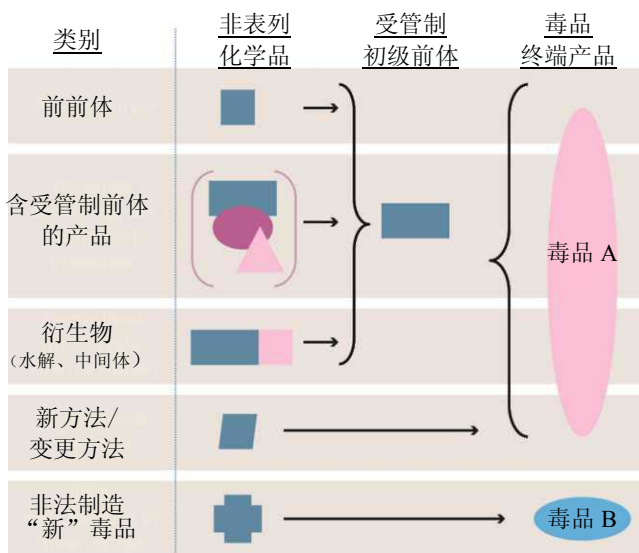 类别
非表列
化学品
受管制
初级前体
毒品
终端产品
前前体
含受管制前体
的产品
毒品 A
衍生物
（水解、中间体）
新方法/
变更方法
非法制造
“新”毒品
毒品 B